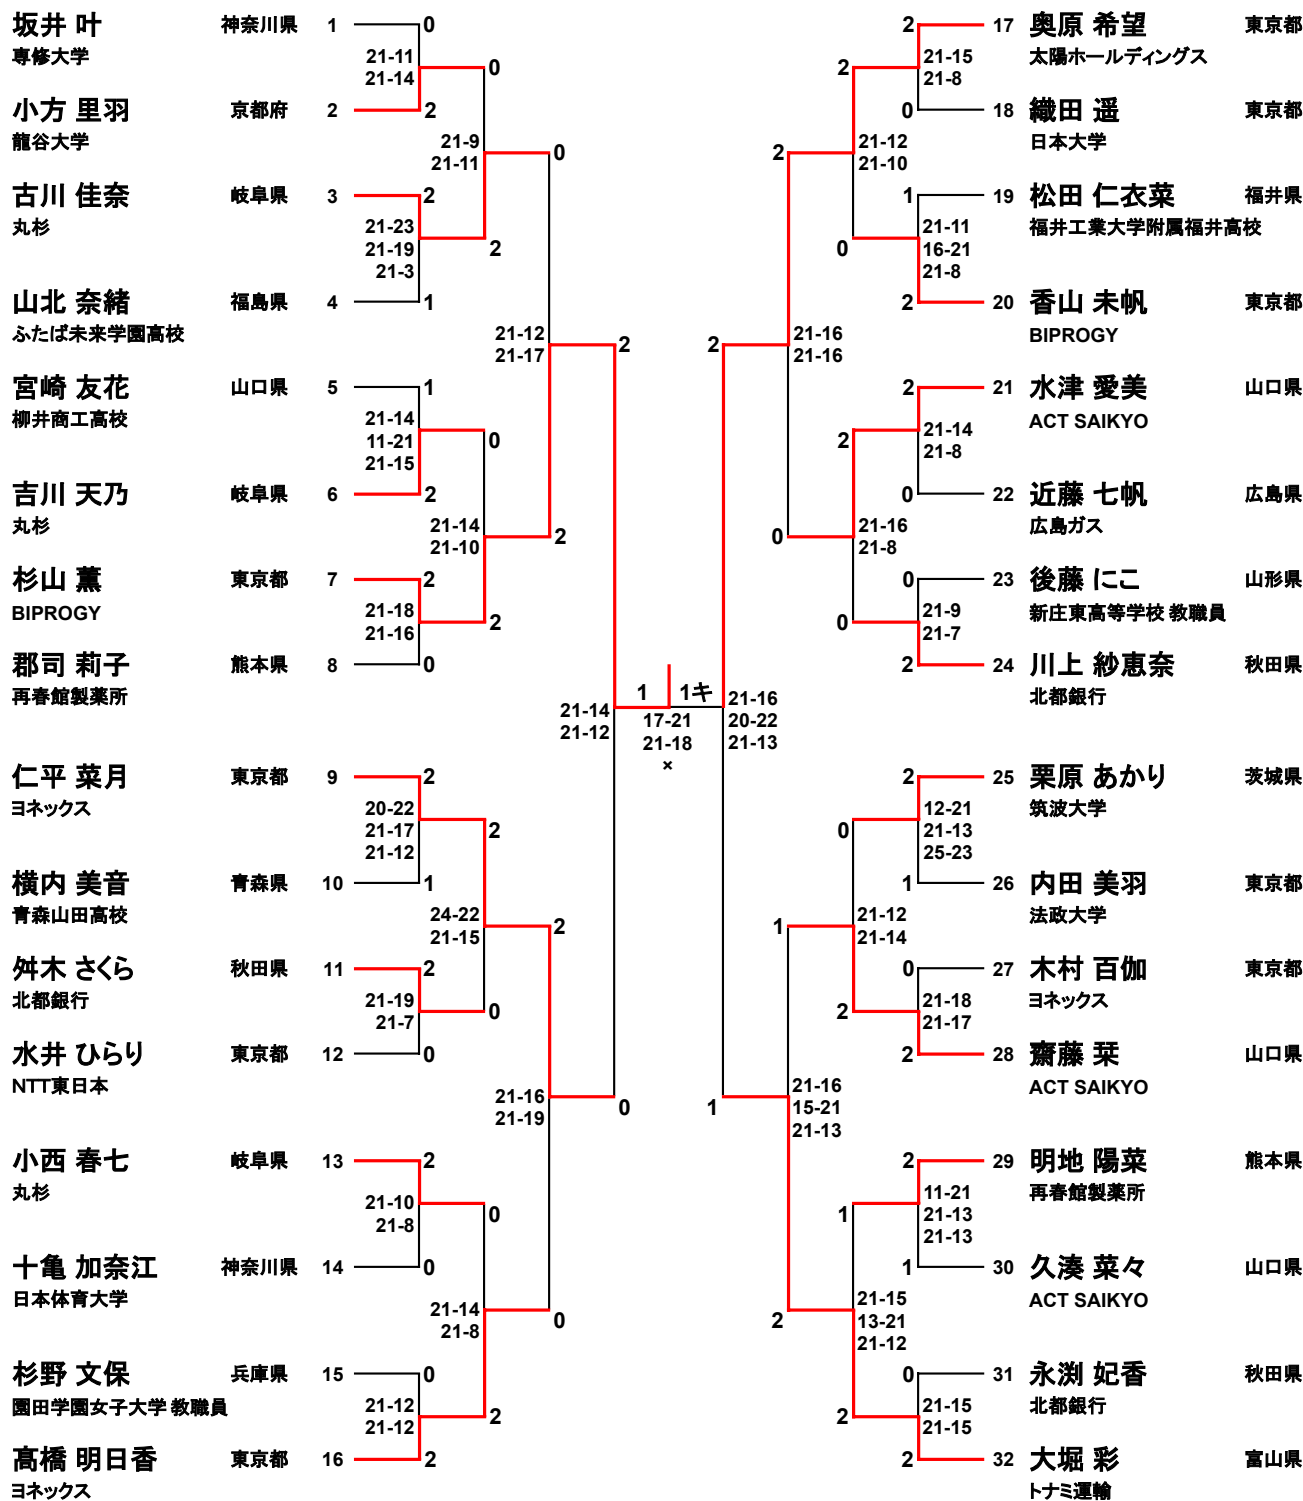 坂井 叶 神奈川県 1 0
専修大学
21-11
21-14
0
小方 里羽 京都府 2 2
龍谷大学
21-9
21-11
0
古川 佳奈 岐阜県 3 2
丸杉
21-23
21-19
21-3
2
山北 奈緒 福島県 4 1
ふたば未来学園高校
21-12
21-17
2
宮崎 友花 山口県 5 1
柳井商工高校
21-14
11-21
21-15
0
吉川 天乃 岐阜県 6 2
丸杉
21-14
21-10
2
杉山 薫 東京都 7 2
BIPROGY
21-18
21-16
2
郡司 莉子 熊本県 8 0
再春館製薬所
21-14
21-12
仁平 菜月 東京都 9 2
ヨネックス
20-22
21-17
21-12
2
横内 美音 青森県 10 1
青森山田高校
24-22
21-15
2
舛木 さくら 秋田県 11 2
北都銀行
21-19
21-7
0
水井 ひらり 東京都 12 0
NTT東日本
21-16
21-19
0
小西 春七 岐阜県 13 2
丸杉
21-10
21-8
0
十亀 加奈江 神奈川県 14 0
日本体育大学
21-14
21-8
0
杉野 文保 兵庫県 15 0
園田学園女子大学 教職員
21-12
21-12
2
髙橋 明日香 東京都 16 2
ヨネックス
1 1キ
17-21
21-18
×
2 17 奥原 希望 東京都
太陽ホールディングス
2
21-15
21-8
0 18 織田 遥 東京都
日本大学
2
21-12
21-10
1 19 松田 仁衣菜 福井県
福井工業大学附属福井高校
0
21-11
16-21
21-8
2 20 香山 未帆 東京都
BIPROGY
2
21-16
21-16
2 21 水津 愛美 山口県
ACT SAIKYO
2
21-14
21-8
0 22 近藤 七帆 広島県
広島ガス
0
21-16
21-8
0 23 後藤 にこ 山形県
新庄東高等学校 教職員
0
21-9
21-7
2 24 川上 紗恵奈 秋田県
北都銀行
21-16
20-22
21-13
2 25 栗原 あかり 茨城県
筑波大学
0
12-21
21-13
25-23
1 26 内田 美羽 東京都
法政大学
1
21-12
21-14
0 27 木村 百伽 東京都
ヨネックス
2
21-18
21-17
2 28 齋藤 栞 山口県
ACT SAIKYO
1
21-16
15-21
21-13
2 29 明地 陽菜 熊本県
再春館製薬所
1
11-21
21-13
21-13
1 30 久湊 菜々 山口県
ACT SAIKYO
2
21-15
13-21
21-12
0 31 永渕 妃香 秋田県
北都銀行
2
21-15
21-15
2 32 大堀 彩 富山県
トナミ運輸